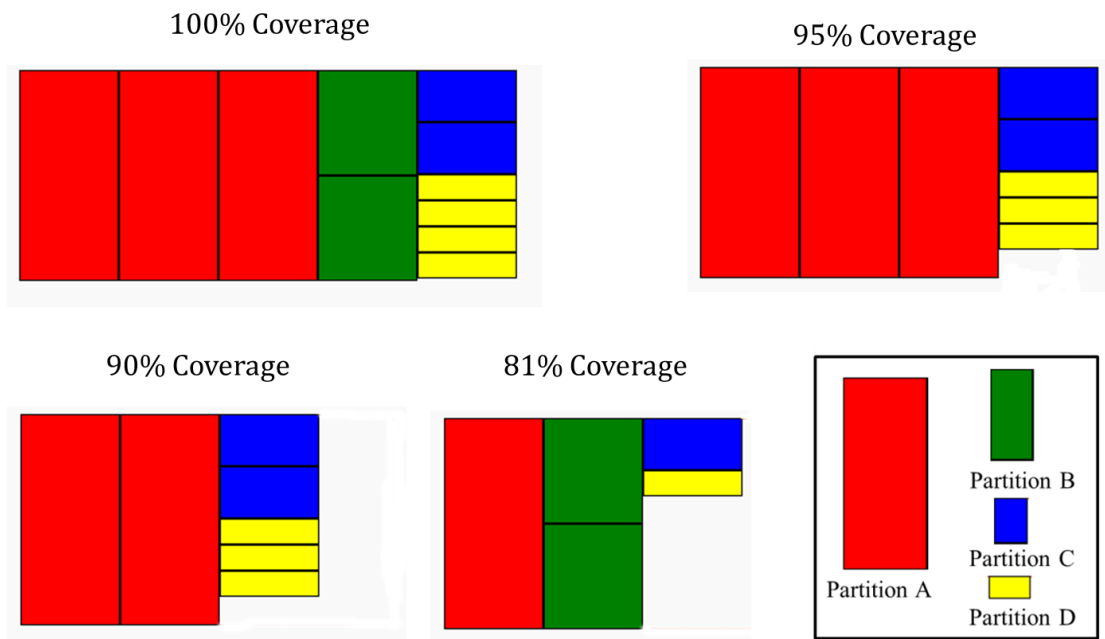 100% Coverage
95% Coverage
90% Coverage
81% Coverage
Partition A
Partition B
Partition C
Partition D